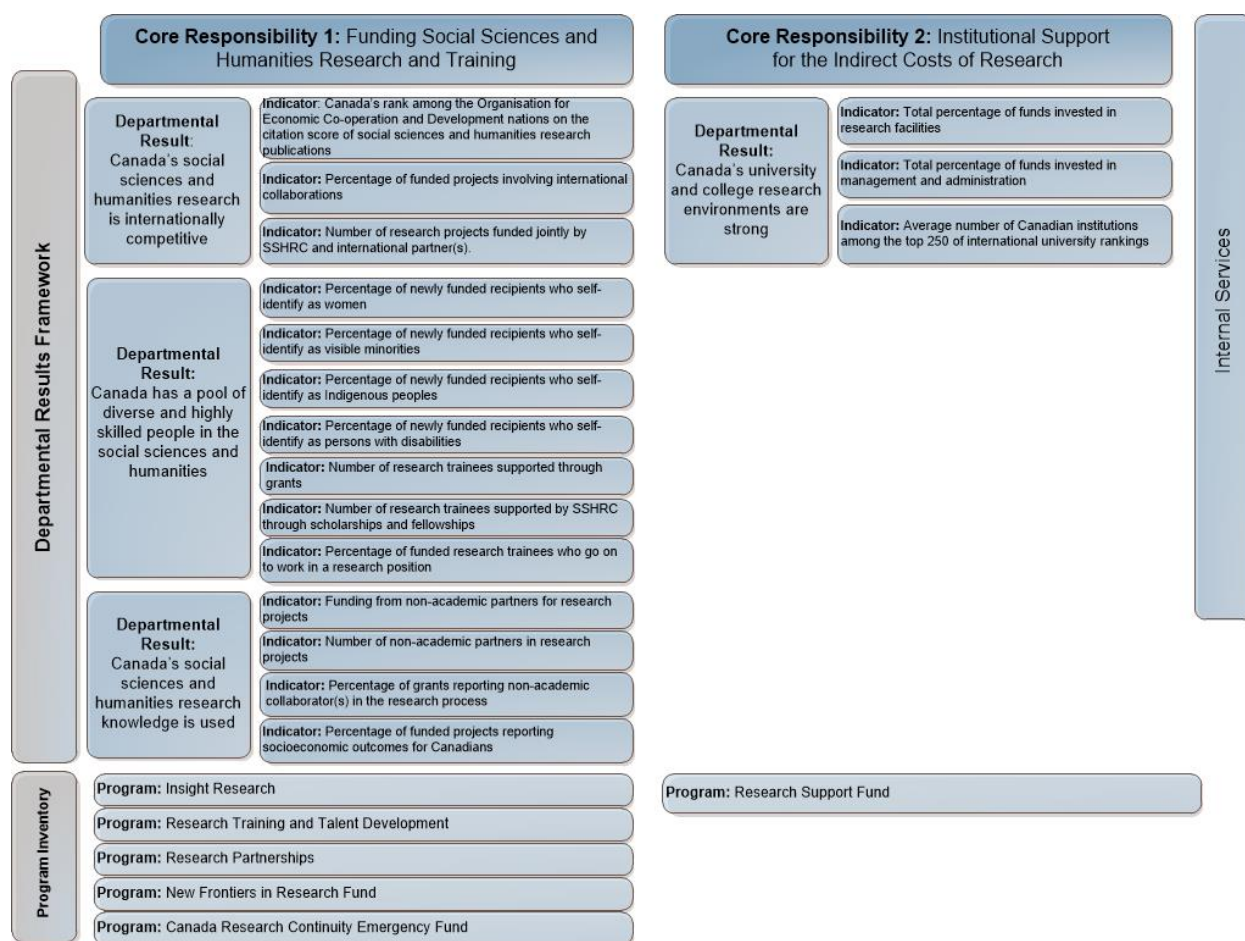 Core Responsibility 1: Funding Social Sciences and
Humanities Research and Training
Core Responsibility 2: Institutional Support
for the Indirect Costs of Research
Internal Services
Departmental Results Framework
Departmental
Result:
Canada's social
sciences and
humanities research
is internationally
competitive
Indicator: Canada's rank among the Organisation for
Economic Co-operation and Development nations on the
citation score of social sciences and humanities research
publications
Indicator: Percentage of funded projects involving international
collaborations
Indicator: Number of research projects funded jointly by
SSHRC and international partner(s).
Departmental
Result:
Canada's university
and college research
environments are
strong
Indicator: Total percentage of funds invested in
research facilities
Indicator: Total percentage of funds invested in
management and administration
Indicator: Average number of Canadian institutions
among the top 250 of international university rankings
Departmental
Result:
Canada has a pool of
diverse and highly
skilled people in the
social sciences and
humanities
Indicator: Percentage of newly funded recipients who self-
identify as women
Indicator: Percentage of newly funded recipients who self-
identify as visible minorities
Indicator: Percentage of newly funded recipients who self-
identify as Indigenous peoples
Indicator: Percentage of newly funded recipients who self-
identify as persons with disabilities
Indicator: Number of research trainees supported through
grants
Indicator: Number of research trainees supported by SSHRC
through scholarships and fellowships
Indicator: Percentage of funded research trainees who go on
to work in a research position
Departmental
Result:
Canada's social
sciences and
humanities research
knowledge is used
Indicator: Funding from non-academic partners for research
projects
Indicator: Number of non-academic partners in research
projects
Indicator: Percentage of grants reporting non-academic
collaborator(s) in the research process
Indicator: Percentage of funded projects reporting
socioeconomic outcomes for Canadians
Program Inventory
Program: Insight Research
Program: Research Training and Talent Development
Program: Research Partnerships
Program: New Frontiers in Research Fund
Program: Canada Research Continuity Emergency Fund
Program: Research Support Fund